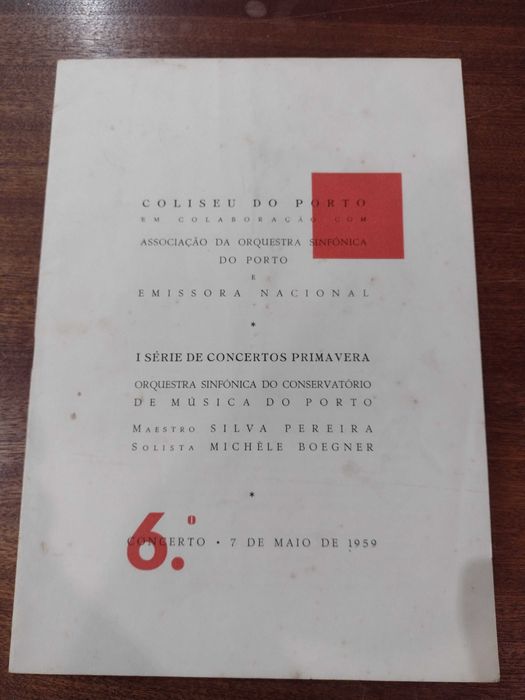 COLISEU DO PORTO
EM COLABORAÇÃO COM
ASSOCIAÇÃO DA ORQUESTRA SINFÓNICA
DO PORTO
E
EMISSORA NACIONAL
*
I SÉRIE DE CONCERTOS PRIMAVERA
ORQUESTRA SINFÓNICA DO CONSERVATÓRIO
DE MÚSICA DO PORTO
MAESTRO SILVA PEREIRA
SOLISTA MICHÈLE BOEGNER
*
6.º
CONCERTO • 7 DE MAIO DE 1959